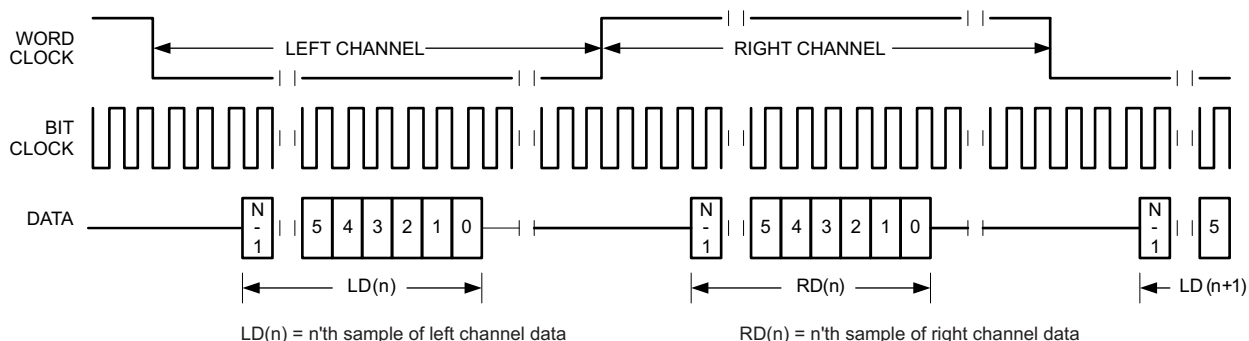 WORD
CLOCK
LEFT CHANNEL
RIGHT CHANNEL
BIT
CLOCK
DATA
N
-
1
5 4 3 2 1 0
N
-
1
5 4 3 2 1 0
N
-
1
5
LD(n)
RD(n)
LD (n+1)
LD(n) = n'th sample of left channel data
RD(n) = n'th sample of right channel data